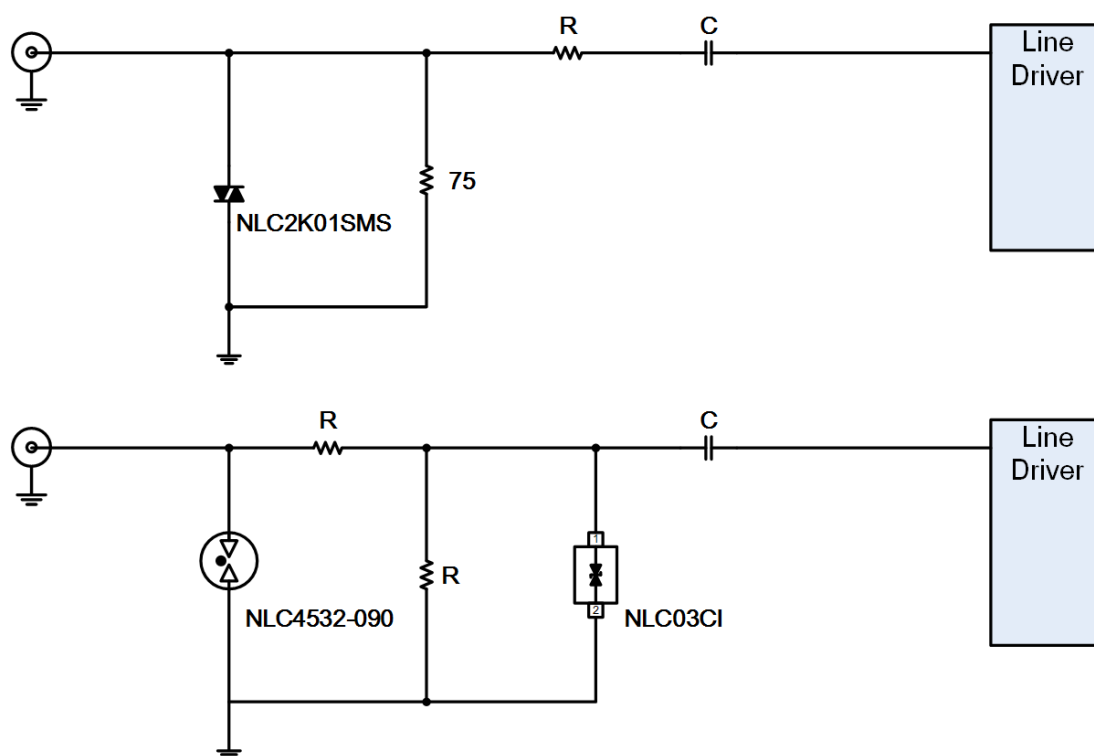 R
C
Line
Driver
75
NLC2K01SMS
R
C
Line
Driver
1
R
2
NLC4532-090
NLC03CI